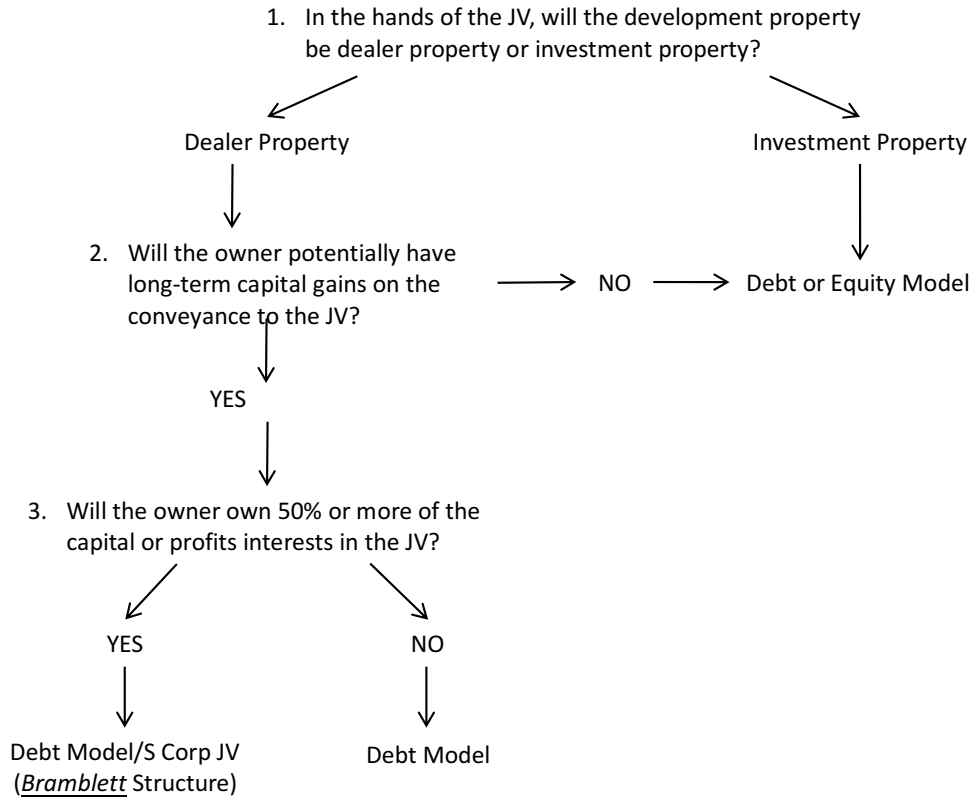 1. In the hands of the JV, will the development property
be dealer property or investment property?
Dealer Property
Investment Property
2. Will the owner potentially have
long-term capital gains on the
conveyance to the JV?
NO
Debt or Equity Model
YES
3. Will the owner own 50% or more of the
capital or profits interests in the JV?
YES
NO
Debt Model/S Corp JV
(Bramblett Structure)
Debt Model